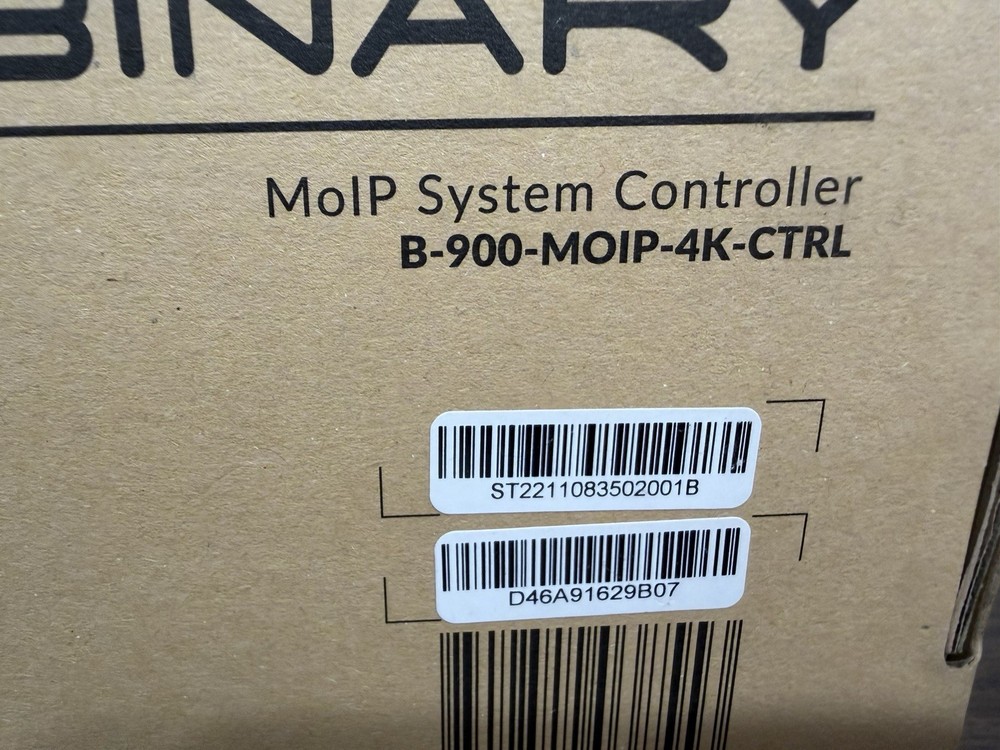 BINARY
MoIP System Controller
B-900-MOIP-4K-CTRL
ST2211083502001B
D46A91629B07